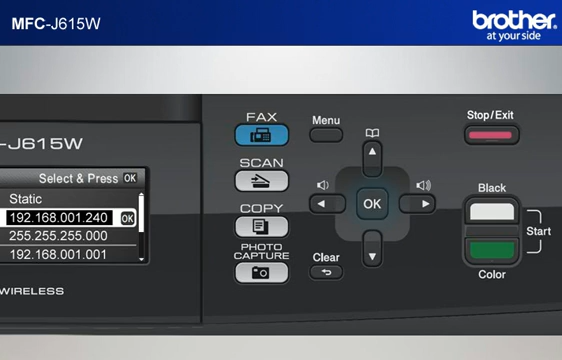 MFC-J615W
brother.
at your side
-J615W
Select & Press OK
Static
192.168.001.240 OK
255.255.255.000
192.168.001.001
WIRELESS
FAX
SCAN
COPY
PHOTO
CAPTURE
Menu
OK
Clear
Stop/Exit
Black
Start
Color